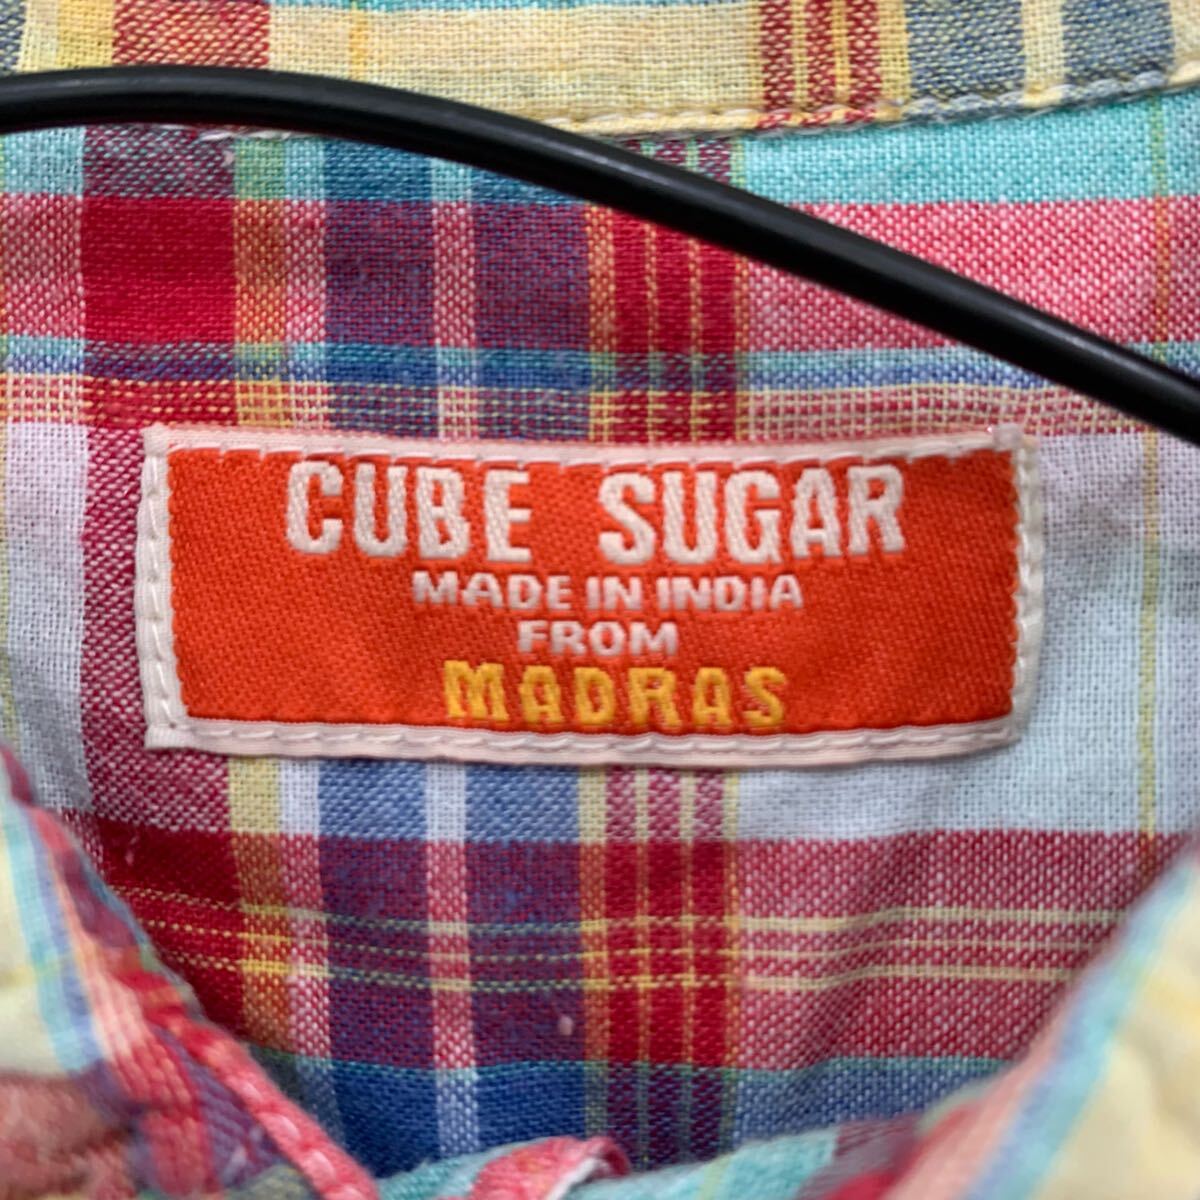 CUBE SUGAR
MADE IN INDIA
FROM
MADRAS